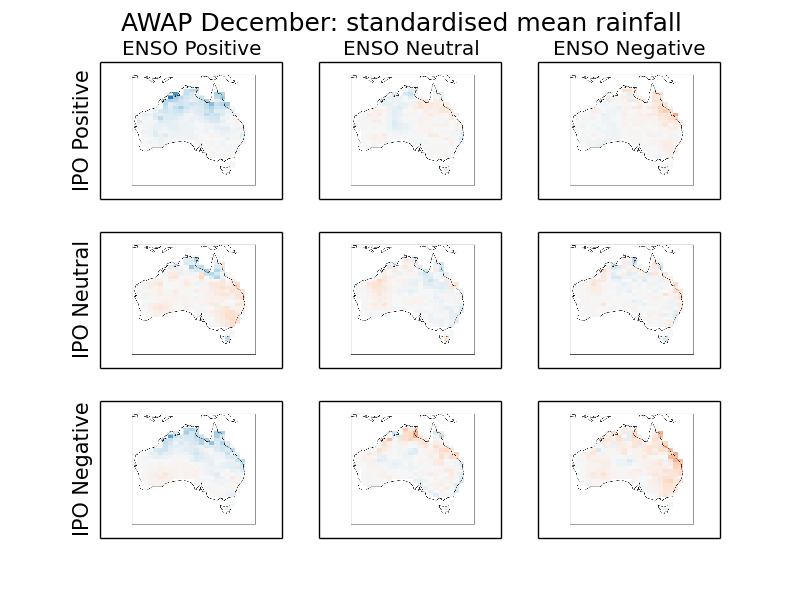 AWAP December: standardised mean rainfall
ENSO Positive
ENSO Neutral
ENSO Negative
IPO Positive
IPO Neutral
IPO Negative